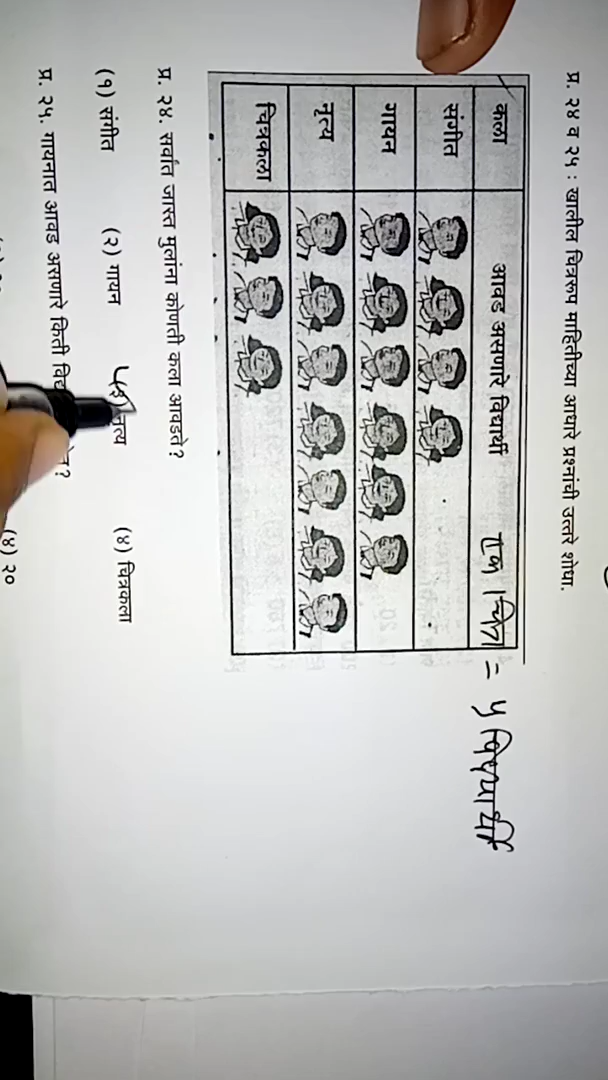 प्र. २४ व २५ : खालील चित्ररूप माहितीच्या आधारे प्रश्नांची उत्तरे शोधा.
कला आवड असणारे विद्यार्थी एक चित्र = ५ विद्यार्थी
संगीत
गायन
नृत्य
चित्रकला
प्र. २४. सर्वात जास्त मुलांना कोणती कला आवडते?
(१) संगीत (२) गायन (३) नृत्य (४) चित्रकला
प्र. २५. गायनात आवड असणारे किती
(४) २०